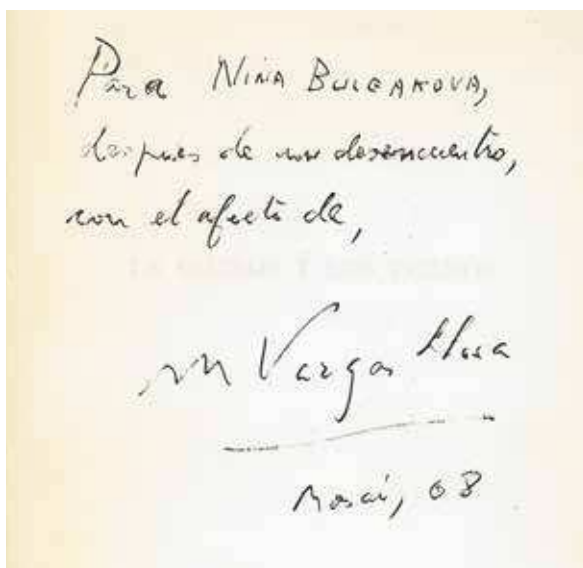 Para NINA BULGAKOVA,
despues de un desencuentro,
con el afecto de,
M Vargas Llosa
Moscú, 68